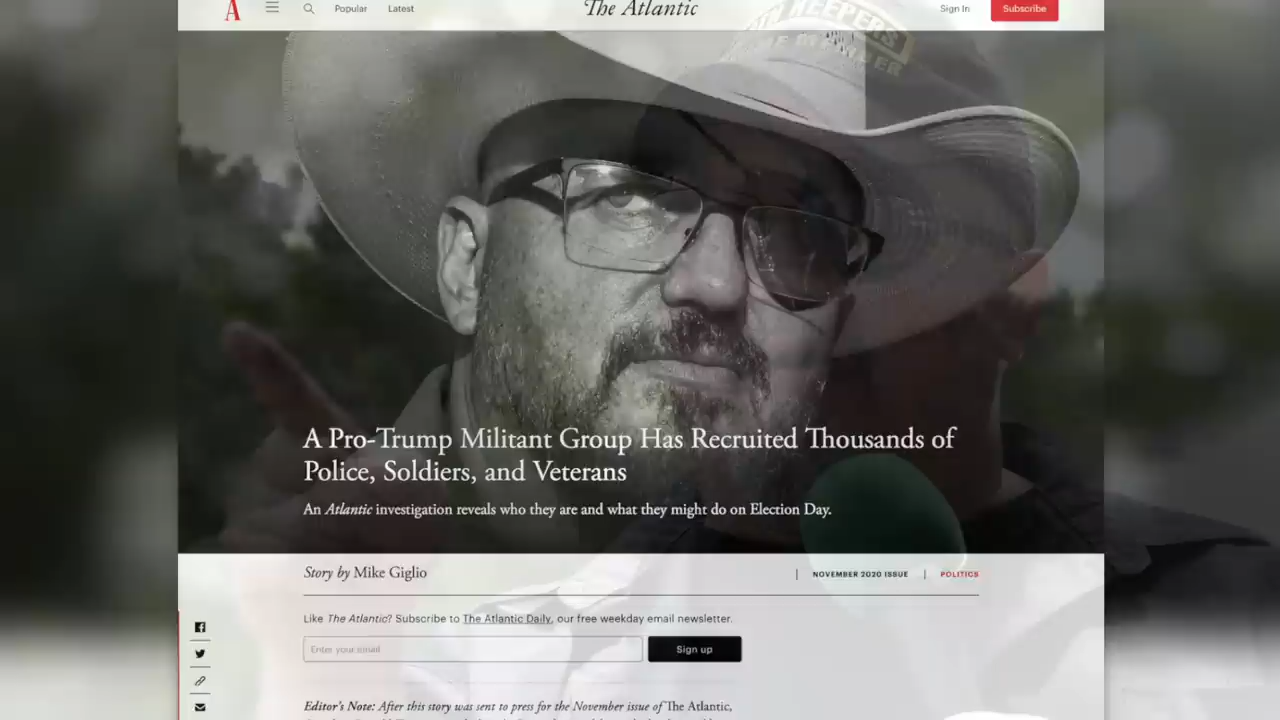 A
Popular
Latest
The Atlantic
Sign In
Subscribe
KEEPERS
A Pro-Trump Militant Group Has Recruited Thousands of
Police, Soldiers, and Veterans
An Atlantic investigation reveals who they are and what they might do on Election Day.
Story by Mike Giglio
| NOVEMBER 2020 ISSUE | POLITICS
Like The Atlantic? Subscribe to The Atlantic Daily, our free weekday email newsletter.
Enter your email
Sign up
Editor's Note: After this story was sent to press for the November issue of The Atlantic,